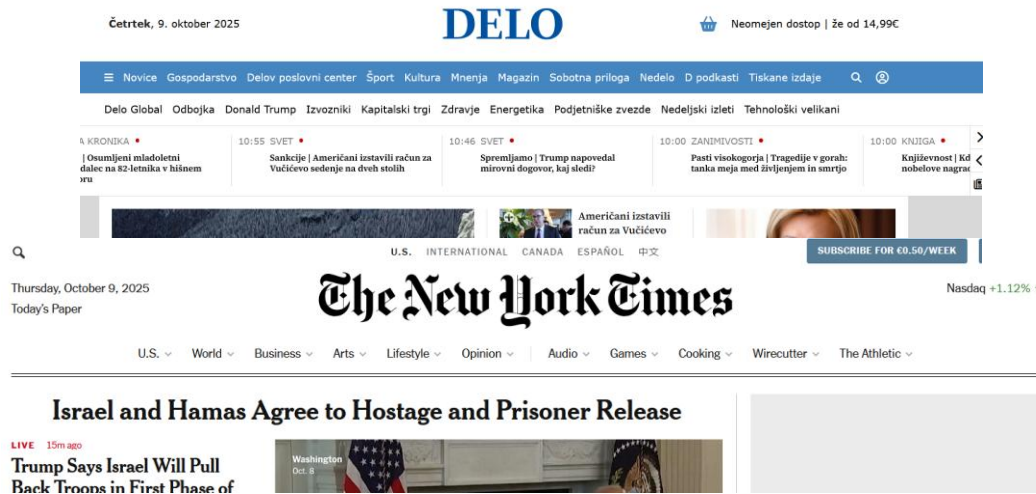 Četrtek, 9. oktober 2025
DELO
Neomejen dostop | že od 14,99€
Novice Gospodarstvo Delov poslovni center Šport Kultura Mnenja Magazin Sobotna priloga Nedelo D podkasti Tiskane izdaje
Delo Global Odbojka Donald Trump Izvozniki Kapitalski trgi Zdravje Energetika Podjetniške zvezde Nedeljski izleti Tehnološki velikani
KRONIKA
| Osumljeni mladoletni
na 82-letnika v hišnem
10:55 SVET
Sankcije | Američani izstavili račun za
Vučićevo sedenje na dveh stolih
10:46 SVET
Spremljamo | Trump napovedal
mirovni dogovor, kaj sledi?
10:00 ZANIMIVOSTI
Pasti visokogorja | Tragedije v gorah:
tanka meja med življenjem in smrtjo
10:00 KNJIGA
Književnost | Kd
nobelove
Američani izstavili
račun za Vučićevo
U.S. INTERNATIONAL CANADA ESPAÑOL 中文
SUBSCRIBE FOR €0.50/WEEK
Thursday, October 9, 2025
Today's Paper
The New York Times
Nasdaq +1.12%
U.S. World Business Arts Lifestyle Opinion Audio Games Cooking Wirecutter The Athletic
Israel and Hamas Agree to Hostage and Prisoner Release
LIVE 15m ago
Trump Says Israel Will Pull
Back Troops in First Phase of
Washington
Oct. 8